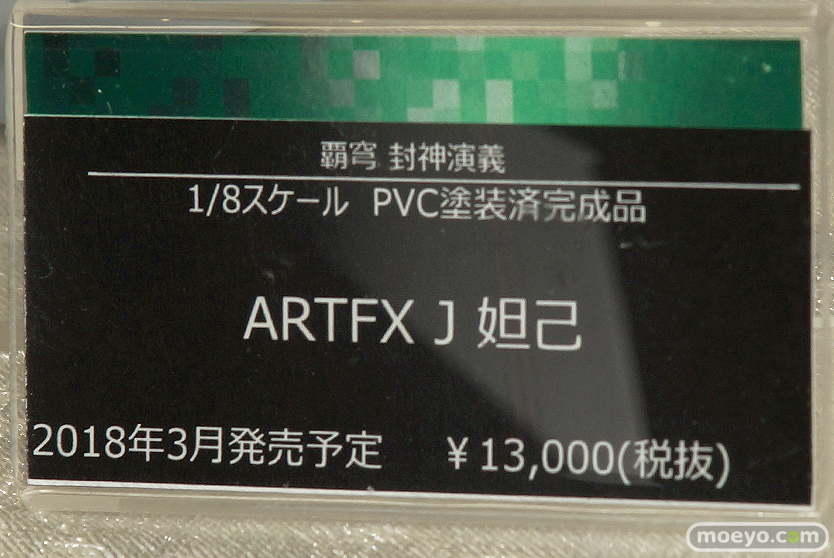 覇穹 封神演義
1/8スケール PVC塗装済完成品
ARTFX J 妲己
2018年3月発売予定 ¥13,000(税抜)
moeyo.com